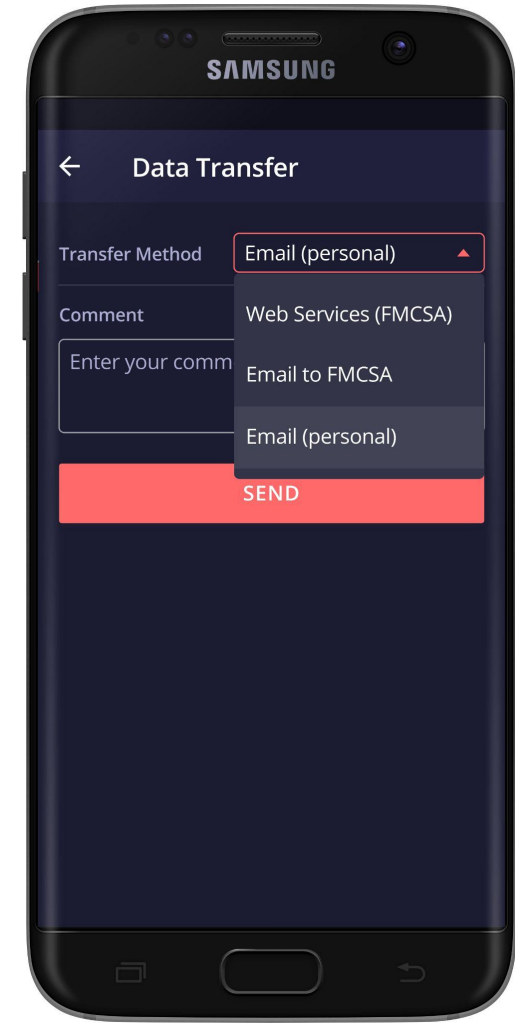 SAMSUNG
Data Transfer
Transfer Method
Email (personal)
Web Services (FMCSA)
Comment
Enter your comm
Email to FMCSA
Email (personal)
SEND